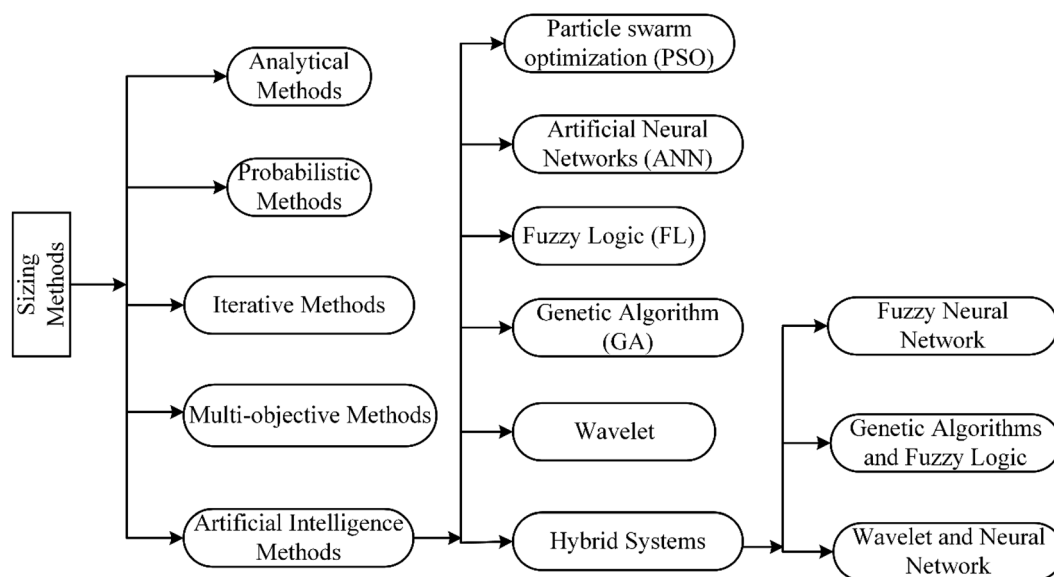 Sizing
Methods
Analytical
Methods
Probabilistic
Methods
Iterative Methods
Multi-objective Methods
Artificial Intelligence
Methods
Particle swarm
optimization (PSO)
Artificial Neural
Networks (ANN)
Fuzzy Logic (FL)
Genetic Algorithm
(GA)
Wavelet
Hybrid Systems
Fuzzy Neural
Network
Genetic Algorithms
and Fuzzy Logic
Wavelet and Neural
Network